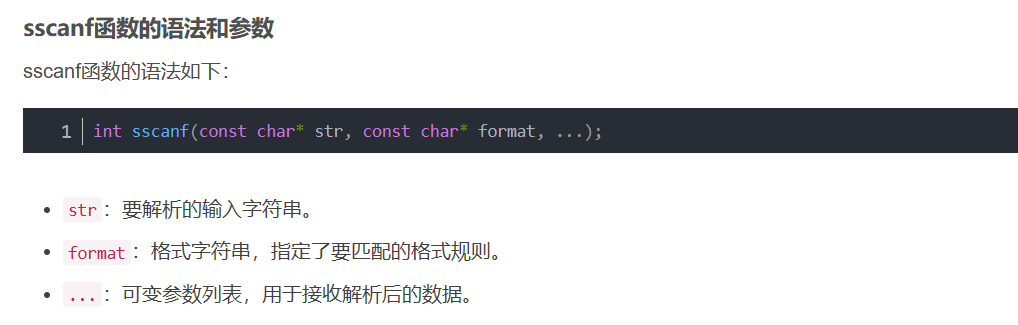 sscanf函数的语法和参数
sscanf函数的语法如下：
1 int sscanf(const char* str, const char* format, ...);
• str：要解析的输入字符串。
• format：格式字符串，指定了要匹配的格式规则。
• ...：可变参数列表，用于接收解析后的数据。